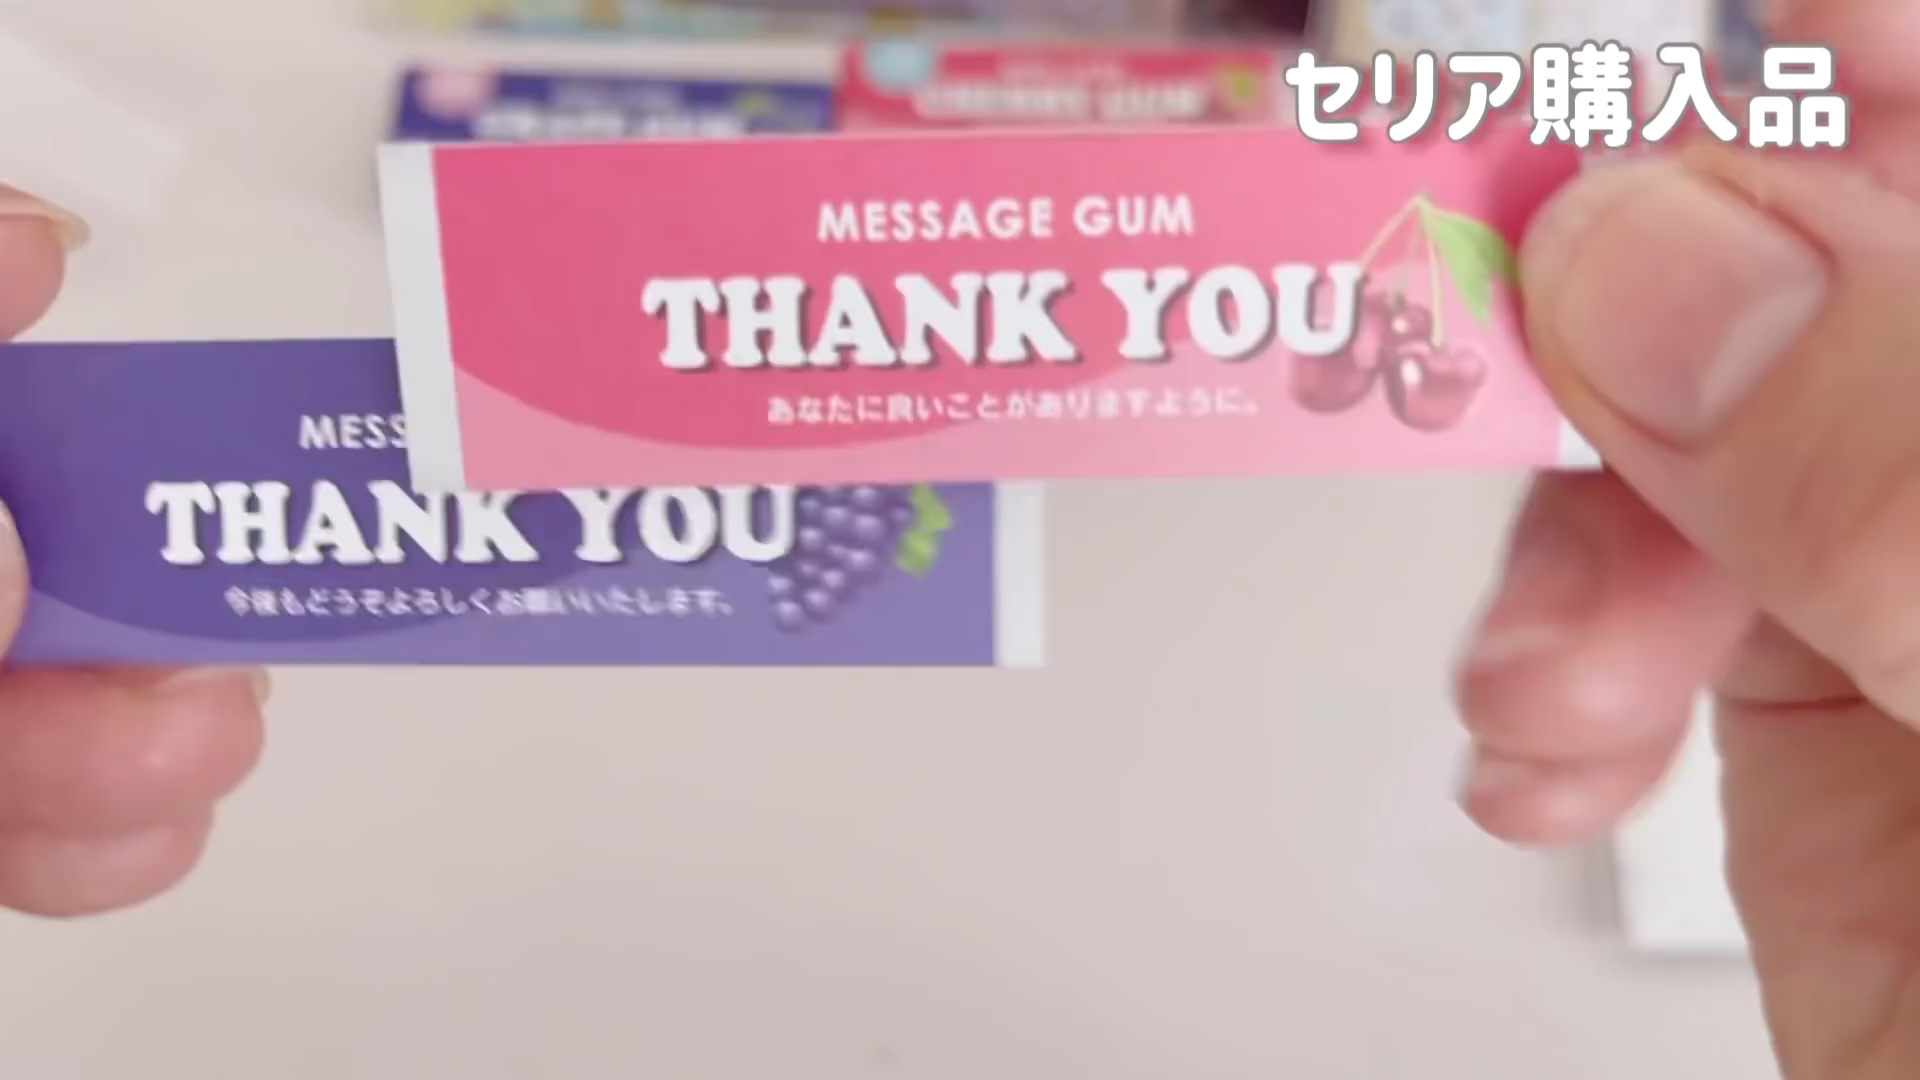 セリア購入品
MESSAGE GUM
THANK YOU
あなたに良いことがありますように。
MESS
THANK YOU
今後もどうぞよろしくお願いいたします。